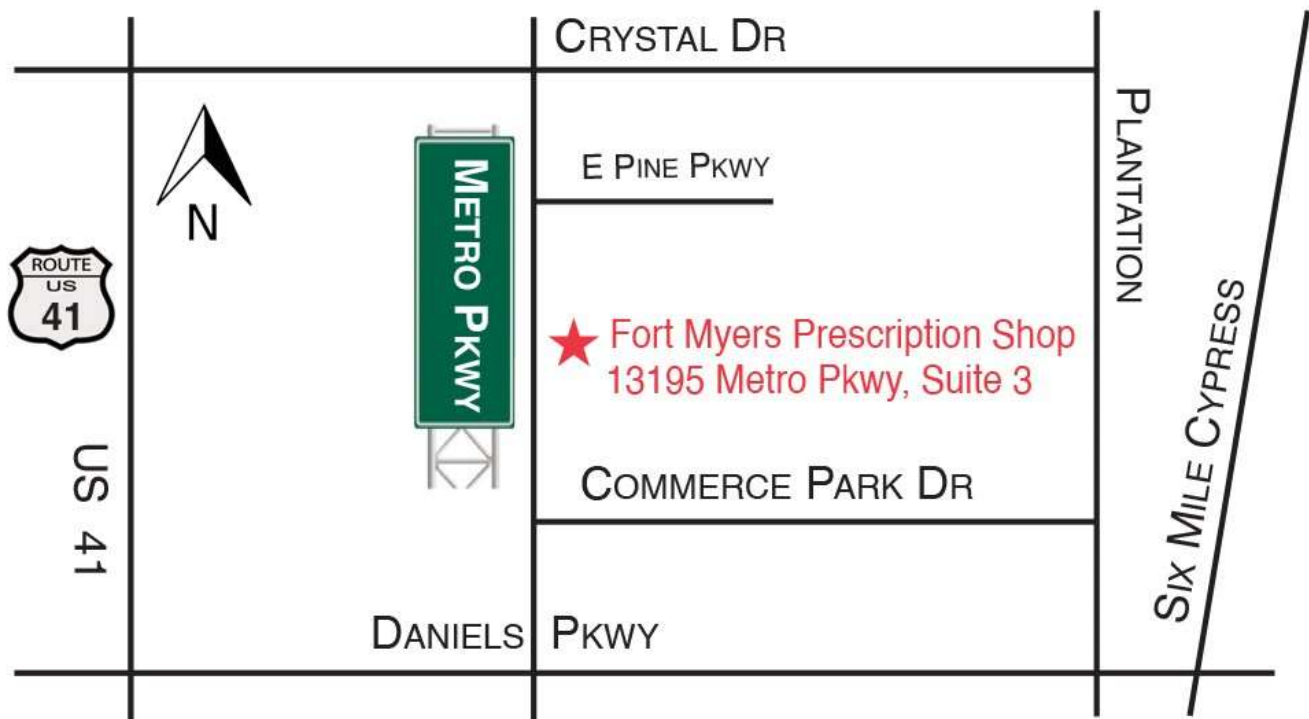 CRYSTAL DR
E PINE PKWY
METRO PKWY
PLANTATION
N
ROUTE
US
41
Fort Myers Prescription Shop
13195 Metro Pkwy, Suite 3
SIX MILE CYPRESS
US 41
COMMERCE PARK DR
DANIELS PKWY